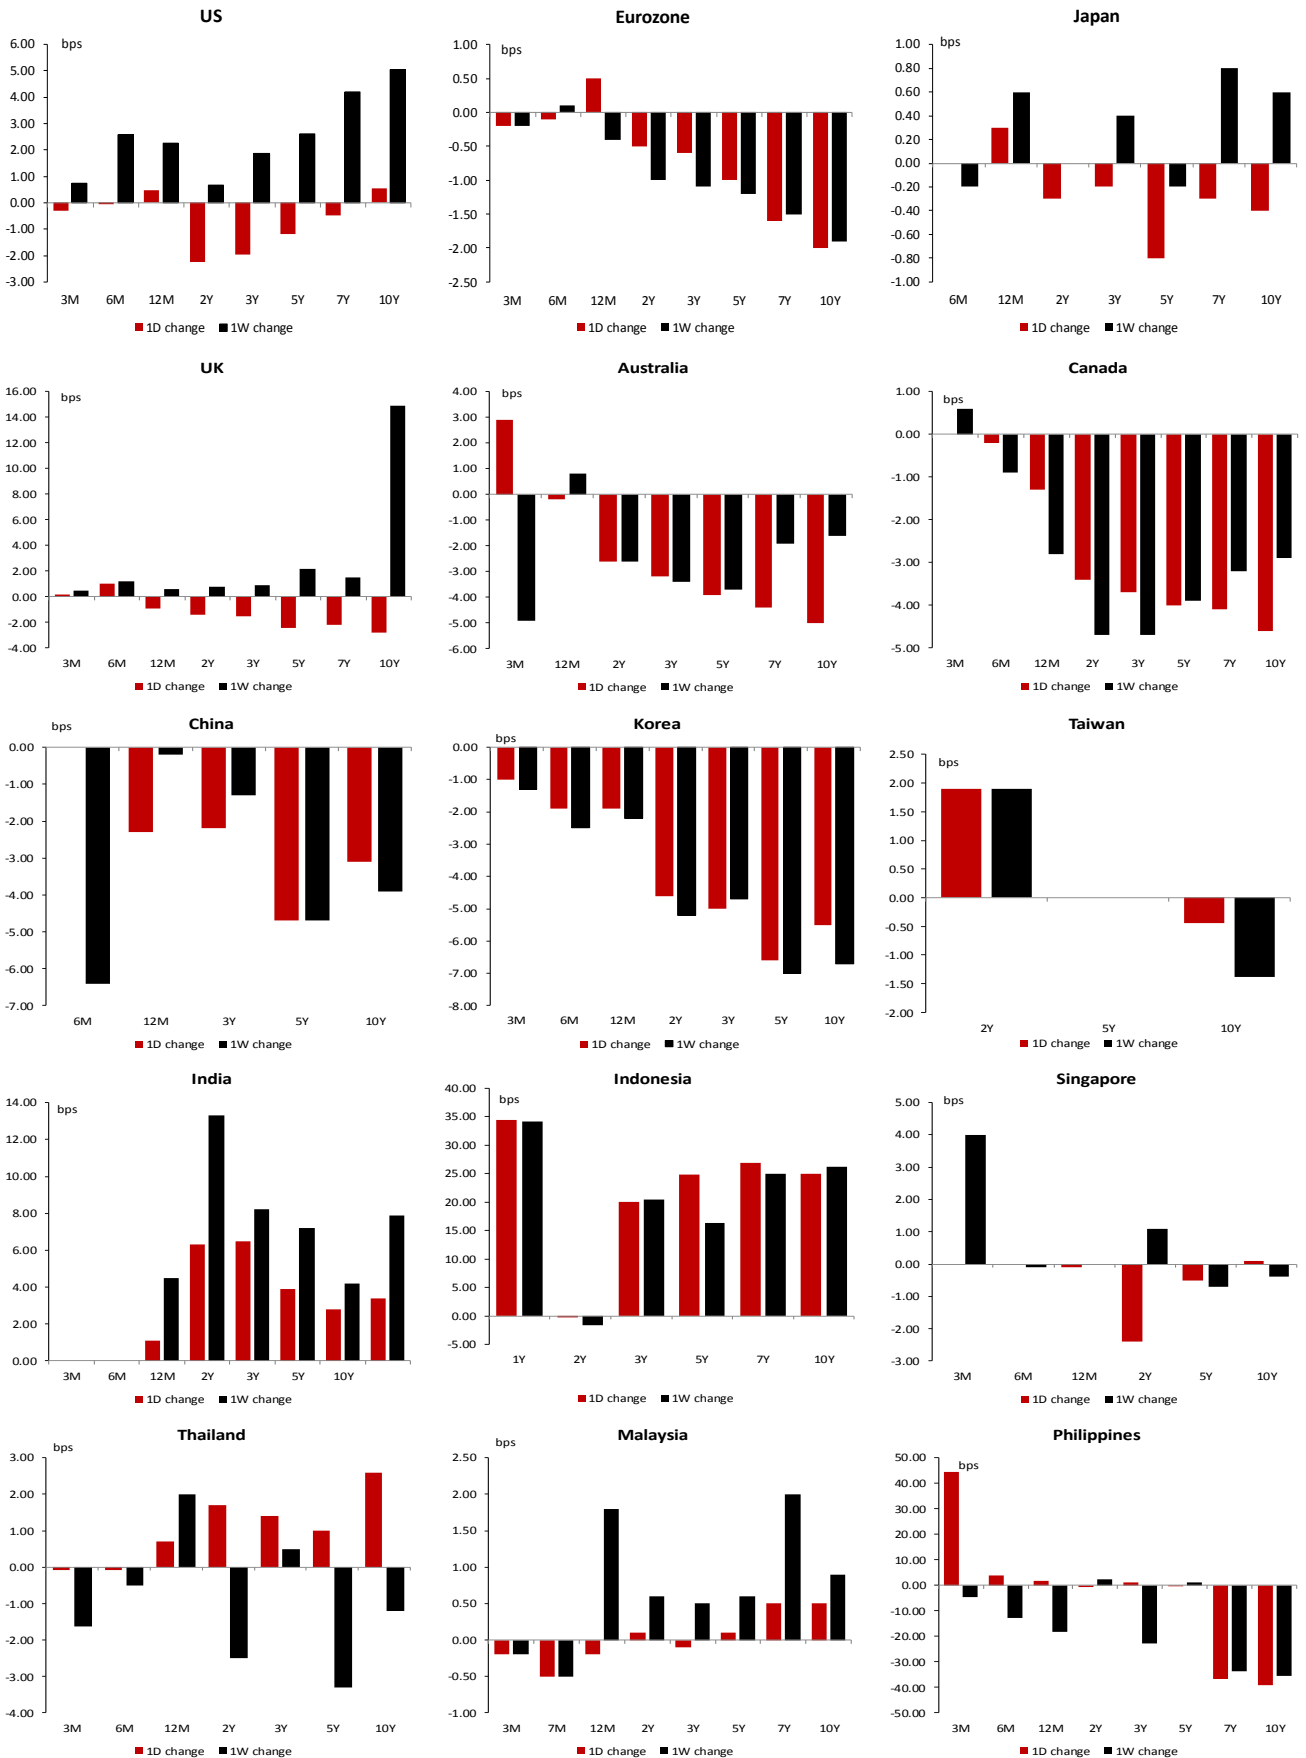 US
bps
6.00
5.00
4.00
3.00
2.00
1.00
0.00
-1.00
-2.00
-3.00
3M 6M 12M 2Y 3Y 5Y 7Y 10Y
1D change 1W change
Eurozone
bps
1.00
0.50
0.00
-0.50
-1.00
-1.50
-2.00
-2.50
3M 6M 12M 2Y 3Y 5Y 7Y 10Y
1D change 1W change
Japan
bps
1.00
0.80
0.60
0.40
0.20
0.00
-0.20
-0.40
-0.60
-0.80
-1.00
6M 12M 2Y 3Y 5Y 7Y 10Y
1D change 1W change
UK
bps
16.00
14.00
12.00
10.00
8.00
6.00
4.00
2.00
0.00
-2.00
-4.00
3M 6M 12M 2Y 3Y 5Y 7Y 10Y
1D change 1W change
Australia
bps
4.00
3.00
2.00
1.00
0.00
-1.00
-2.00
-3.00
-4.00
-5.00
-6.00
3M 12M 2Y 3Y 5Y 7Y 10Y
1D change 1W change
Canada
bps
1.00
0.00
-1.00
-2.00
-3.00
-4.00
-5.00
3M 6M 12M 2Y 3Y 5Y 7Y 10Y
1D change 1W change
China
bps
0.00
-1.00
-2.00
-3.00
-4.00
-5.00
-6.00
-7.00
6M 12M 3Y 5Y 10Y
1D change 1W change
Korea
bps
0.00
-1.00
-2.00
-3.00
-4.00
-5.00
-6.00
-7.00
-8.00
3M 6M 12M 2Y 3Y 5Y 10Y
1D change 1W change
Taiwan
bps
2.50
2.00
1.50
1.00
0.50
0.00
-0.50
-1.00
-1.50
-2.00
2Y 5Y 10Y
1D change 1W change
India
bps
14.00
12.00
10.00
8.00
6.00
4.00
2.00
0.00
3M 6M 12M 2Y 3Y 5Y 10Y
1D change 1W change
Indonesia
bps
40.00
35.00
30.00
25.00
20.00
15.00
10.00
5.00
0.00
-5.00
1Y 2Y 3Y 5Y 7Y 10Y
1D change 1W change
Singapore
bps
5.00
4.00
3.00
2.00
1.00
0.00
-1.00
-2.00
-3.00
3M 6M 12M 2Y 5Y 10Y
1D change 1W change
Thailand
bps
3.00
2.00
1.00
0.00
-1.00
-2.00
-3.00
-4.00
3M 6M 12M 2Y 3Y 5Y 10Y
1D change 1W change
Malaysia
bps
2.50
2.00
1.50
1.00
0.50
0.00
-0.50
-1.00
3M 7M 12M 2Y 3Y 5Y 7Y 10Y
1D change 1W change
Philippines
bps
50.00
40.00
30.00
20.00
10.00
0.00
-10.00
-20.00
-30.00
-40.00
-50.00
3M 6M 12M 2Y 3Y 5Y 7Y 10Y
1D change 1W change